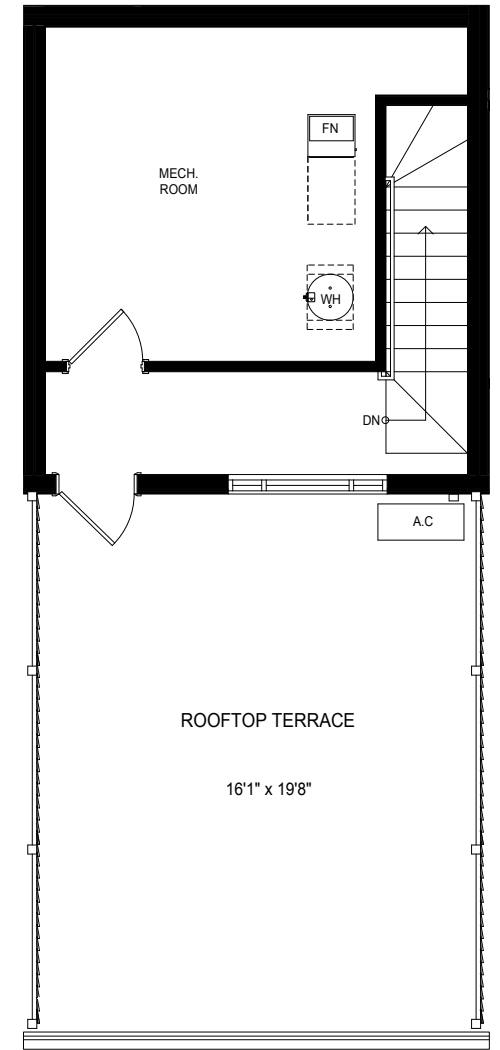 FN
MECH.
ROOM
WH
DN
A.C
ROOFTOP TERRACE
16'1" x 19'8"